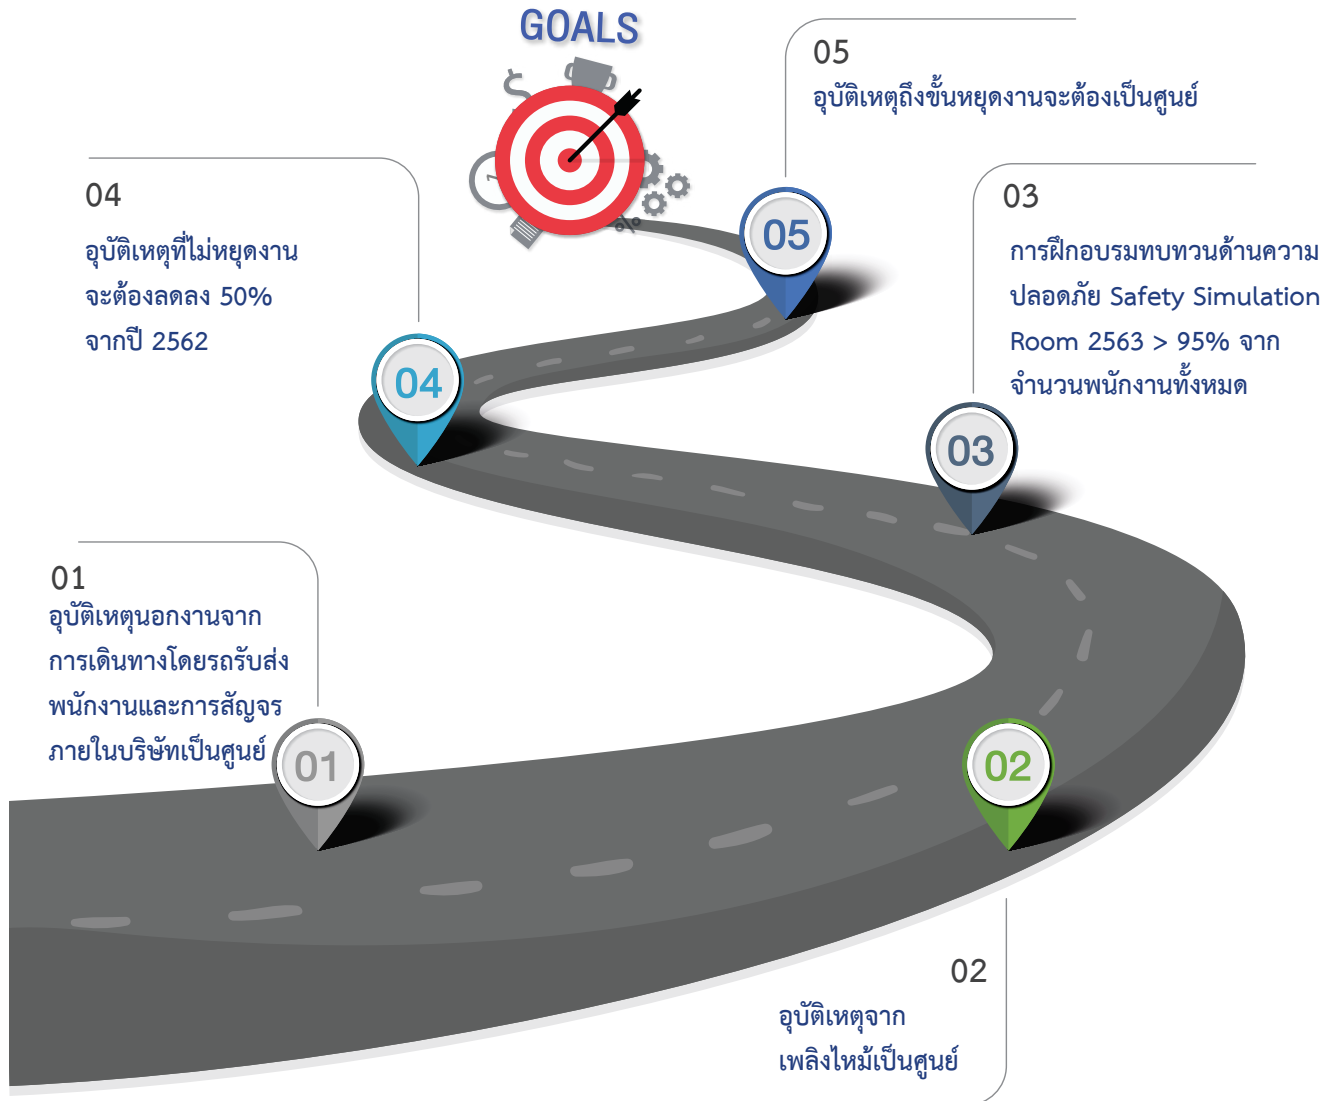 GOALS
05
อุบัติเหตุถึงขั้นหยุดงานจะต้องเป็นศูนย์
04
อุบัติเหตุที่ไม่หยุดงาน
จะต้องลดลง 50%
จากปี 2562
03
การฝึกอบรมทบทวนด้านความ
ปลอดภัย Safety Simulation
Room 2563 > 95% จาก
จำนวนพนักงานทั้งหมด
05
04
03
01
อุบัติเหตุนอกงานจาก
การเดินทางโดยรถรับส่ง
พนักงานและการสัญจร
ภายในบริษัทเป็นศูนย์
01
02
02
อุบัติเหตุจาก
เพลิงไหม้เป็นศูนย์
$
1
%